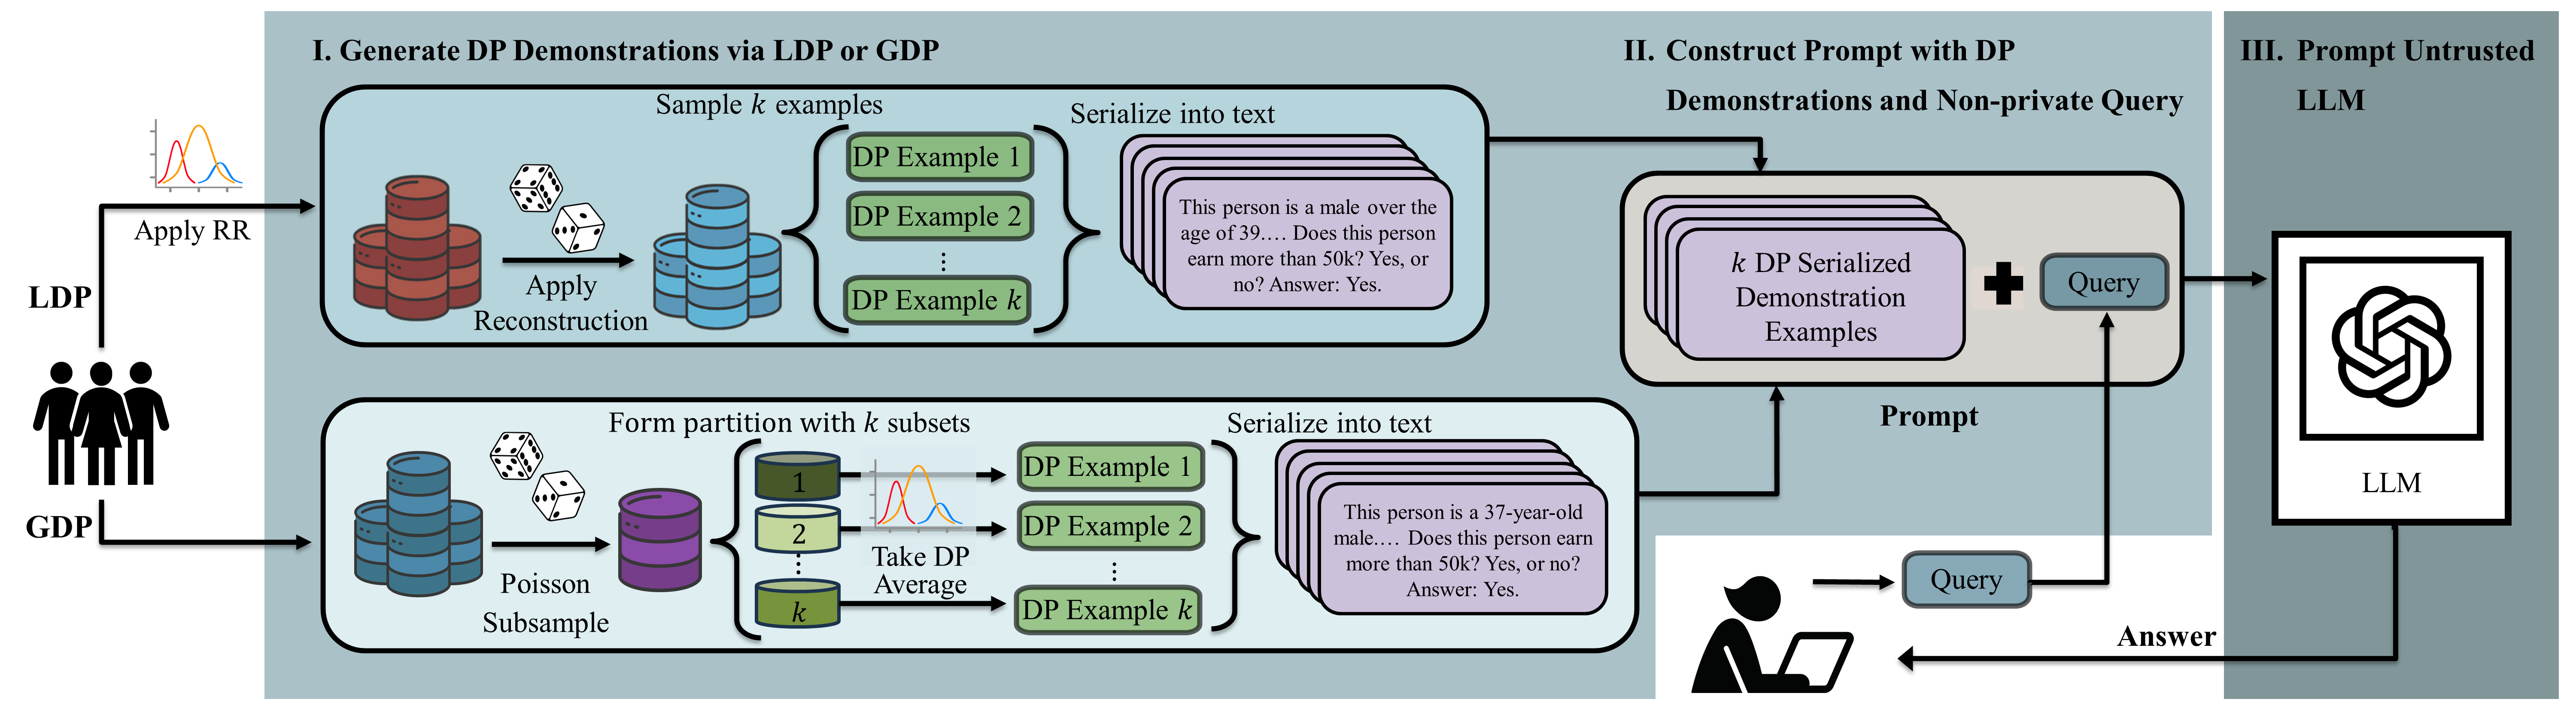 I. Generate DP Demonstrations via LDP or GDP
II. Construct Prompt with DP
Demonstrations and Non-private Query
III. Prompt Untrusted
LLM
LDP
GDP
Apply RR
Apply
Reconstruction
Sample k examples
DP Example 1
DP Example 2
⋮
DP Example k
Serialize into text
This person is a male over the
age of 39.… Does this person
earn more than 50k? Yes, or
no? Answer: Yes.
Poisson
Subsample
Form partition with k subsets
1
2
⋮
k
Take DP
Average
DP Example 1
DP Example 2
⋮
DP Example k
Serialize into text
This person is a 37-year-old
male.… Does this person earn
more than 50k? Yes, or no?
Answer: Yes.
k DP Serialized
Demonstration
Examples
Query
Prompt
Query
Answer
LLM